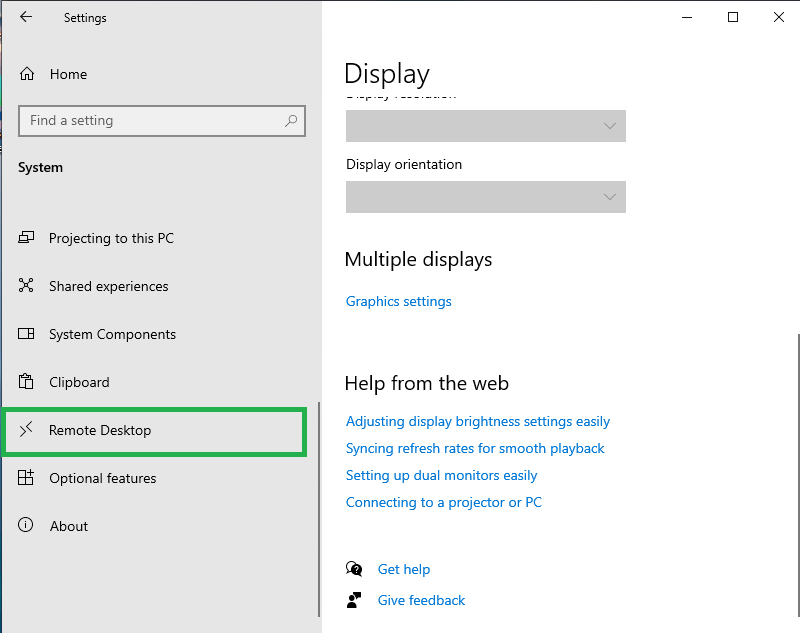 Settings
Home
Find a setting
System
Projecting to this PC
Shared experiences
System Components
Clipboard
Remote Desktop
Optional features
About
Display
Display resolution
Display orientation
Multiple displays
Graphics settings
Help from the web
Adjusting display brightness settings easily
Syncing refresh rates for smooth playback
Setting up dual monitors easily
Connecting to a projector or PC
Get help
Give feedback